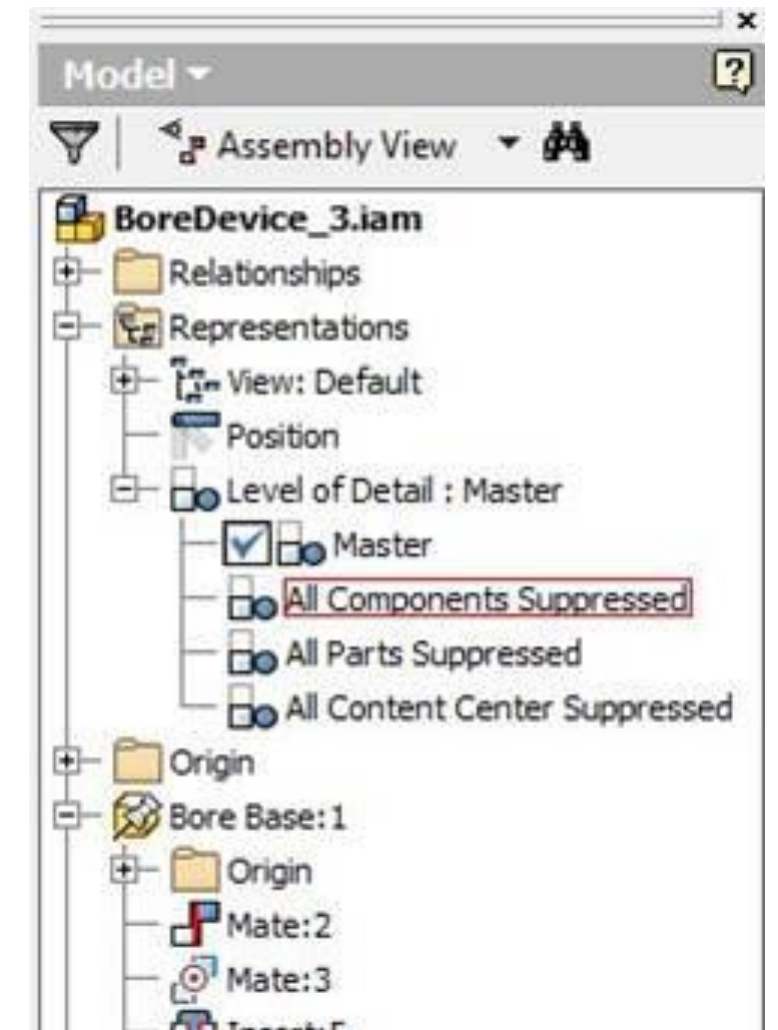 Model
Assembly View
BoreDevice_3.iam
Relationships
Representations
View: Default
Position
Level of Detail : Master
Master
All Components Suppressed
All Parts Suppressed
All Content Center Suppressed
Origin
Bore Base:1
Origin
Mate:2
Mate:3